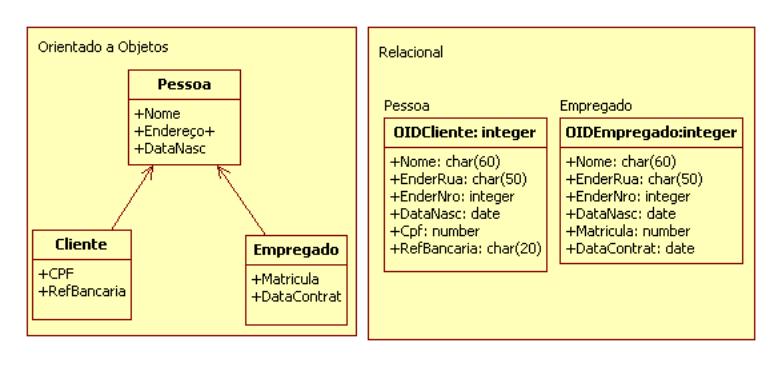 Orientado a Objetos
Pessoa
+Nome
+Endereço+
+DataNasc
Cliente
+CPF
+RefBancaria
Empregado
+Matricula
+DataContrat
Relacional
Pessoa
OIDCliente: integer
+Nome: char(60)
+EnderRua: char(50)
+EnderNro: integer
+DataNasc: date
+Cpf: number
+RefBancaria: char(20)
Empregado
OIDEmpregado:integer
+Nome: char(60)
+EnderRua: char(50)
+EnderNro: integer
+DataNasc: date
+Matricula: number
+DataContrat: date